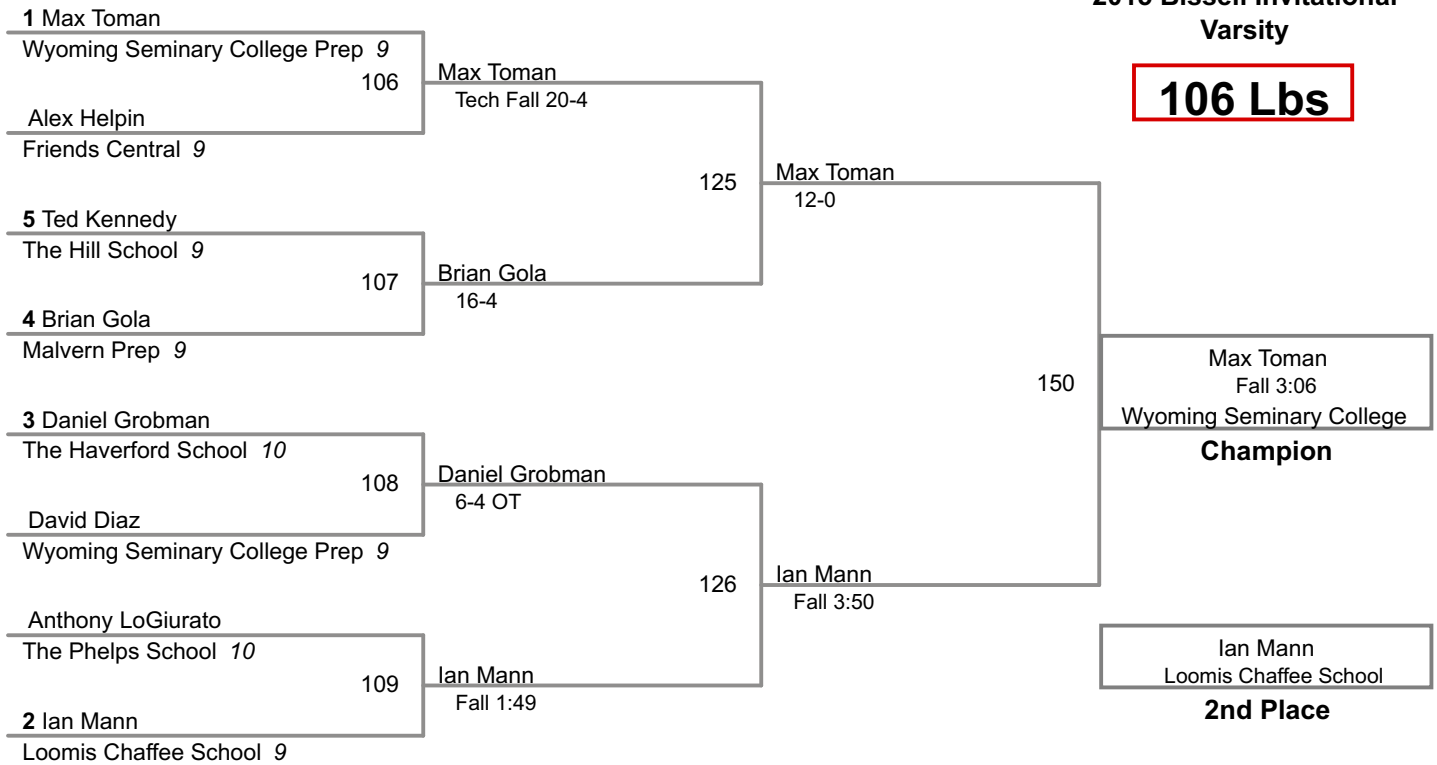 Varsity
106 Lbs
1 Max Toman
Wyoming Seminary College Prep 9
106
Alex Helpin
Friends Central 9
Max Toman
Tech Fall 20-4
5 Ted Kennedy
The Hill School 9
107
4 Brian Gola
Malvern Prep 9
Brian Gola
16-4
125
Max Toman
12-0
3 Daniel Grobman
The Haverford School 10
108
David Diaz
Wyoming Seminary College Prep 9
Daniel Grobman
6-4 OT
Anthony LoGiurato
The Phelps School 10
109
2 Ian Mann
Loomis Chaffee School 9
Ian Mann
Fall 1:49
126
Ian Mann
Fall 3:50
150
Max Toman
Fall 3:06
Wyoming Seminary College
Champion
Ian Mann
Loomis Chaffee School
2nd Place